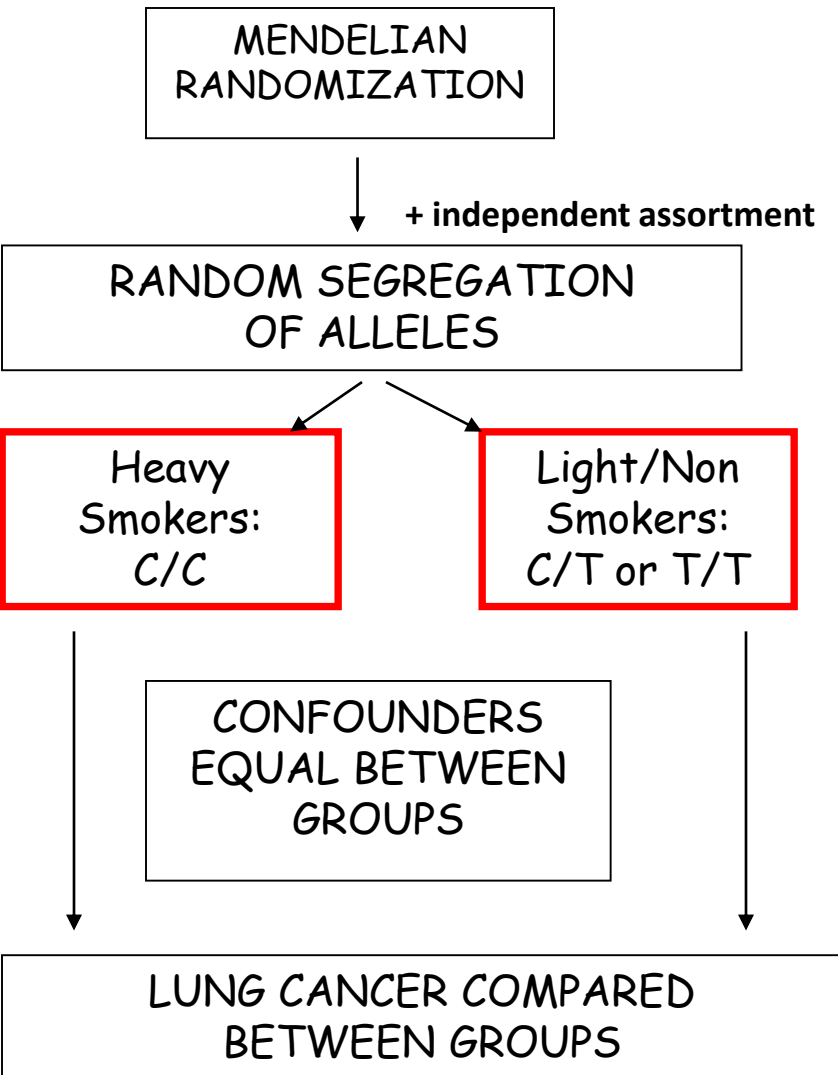 MENDELIAN
RANDOMIZATION
+ independent assortment
RANDOM SEGREGATION
OF ALLELES
Heavy
Smokers:
C/C
Light/Non
Smokers:
C/T or T/T
CONFOUNDERS
EQUAL BETWEEN
GROUPS
LUNG CANCER COMPARED
BETWEEN GROUPS